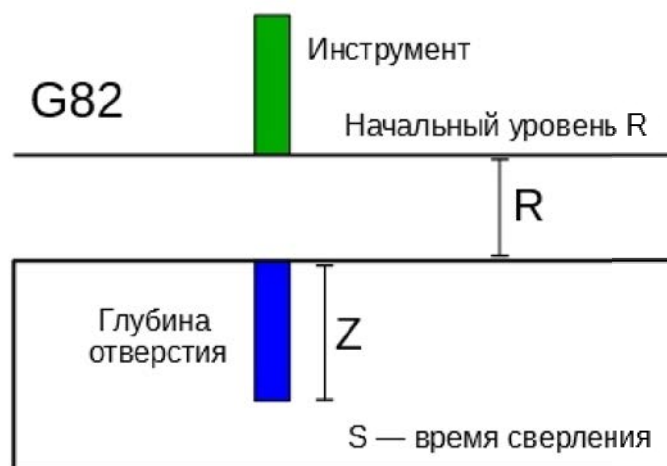 Инструмент
G82
Начальный уровень R
R
Глубина
отверстия
Z
S — время сверления